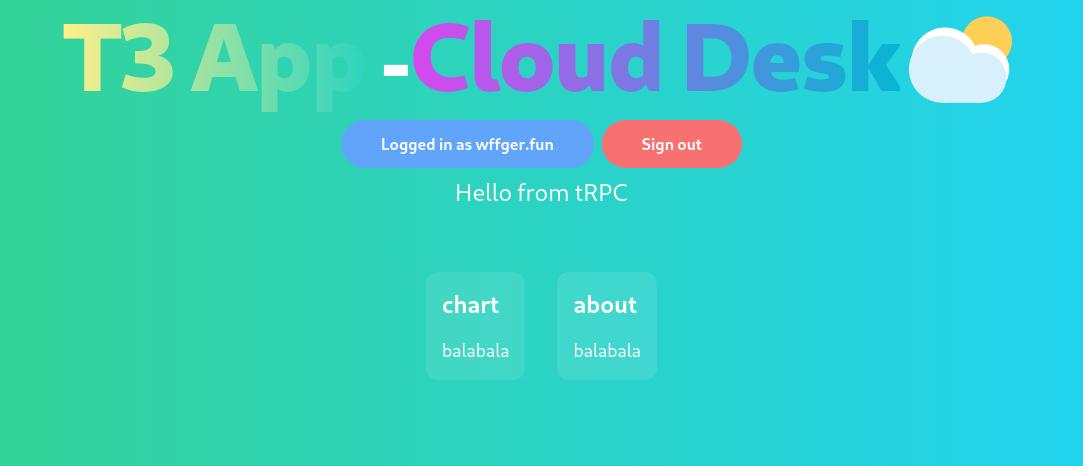 T3 App -Cloud Desk
Logged in as wffger.fun Sign out
Hello from tRPC
chart about
balabala balabala